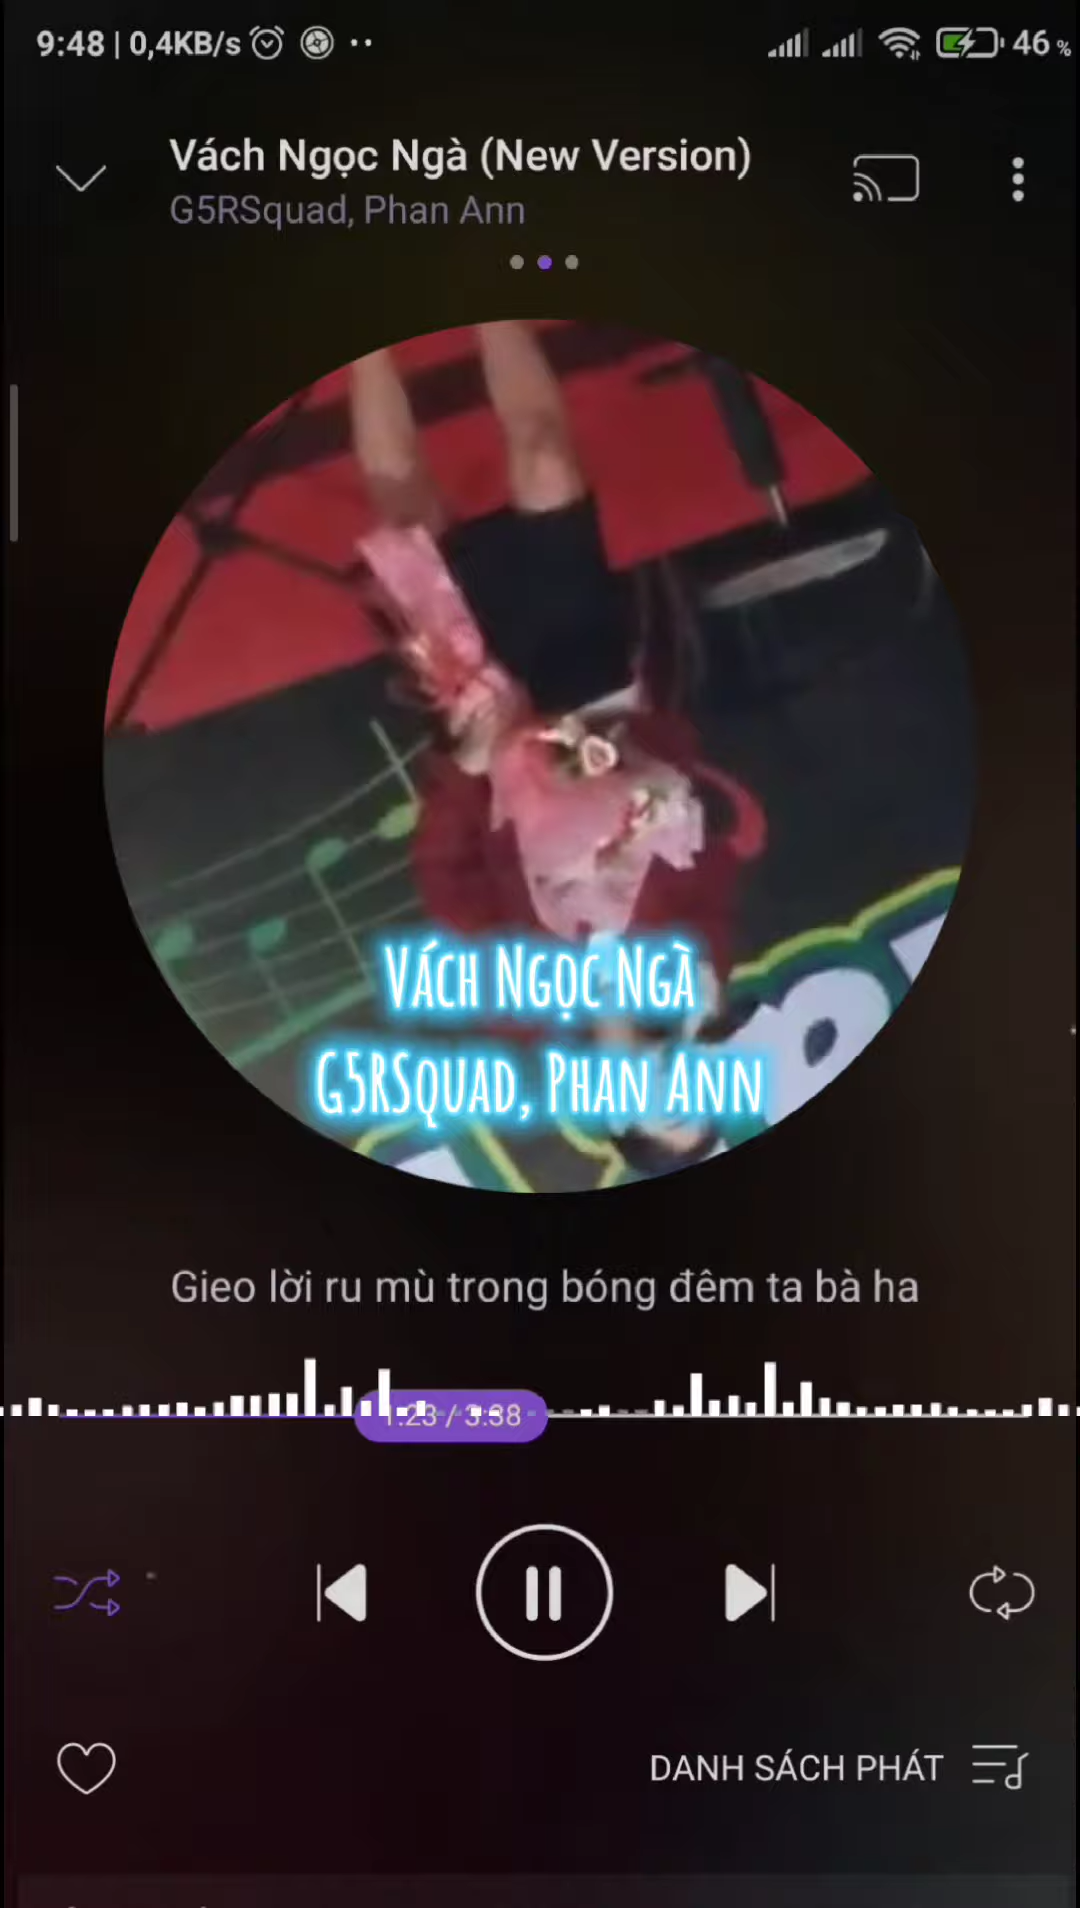 9:48 | 0,4KB/s
46 %
Vách Ngọc Ngà (New Version)
G5RSquad, Phan Ann
Vách Ngọc Ngà
G5RSquad, Phan Ann
Gieo lời ru mù trong bóng đêm ta bà ha
1:23 / 3:38
DANH SÁCH PHÁT